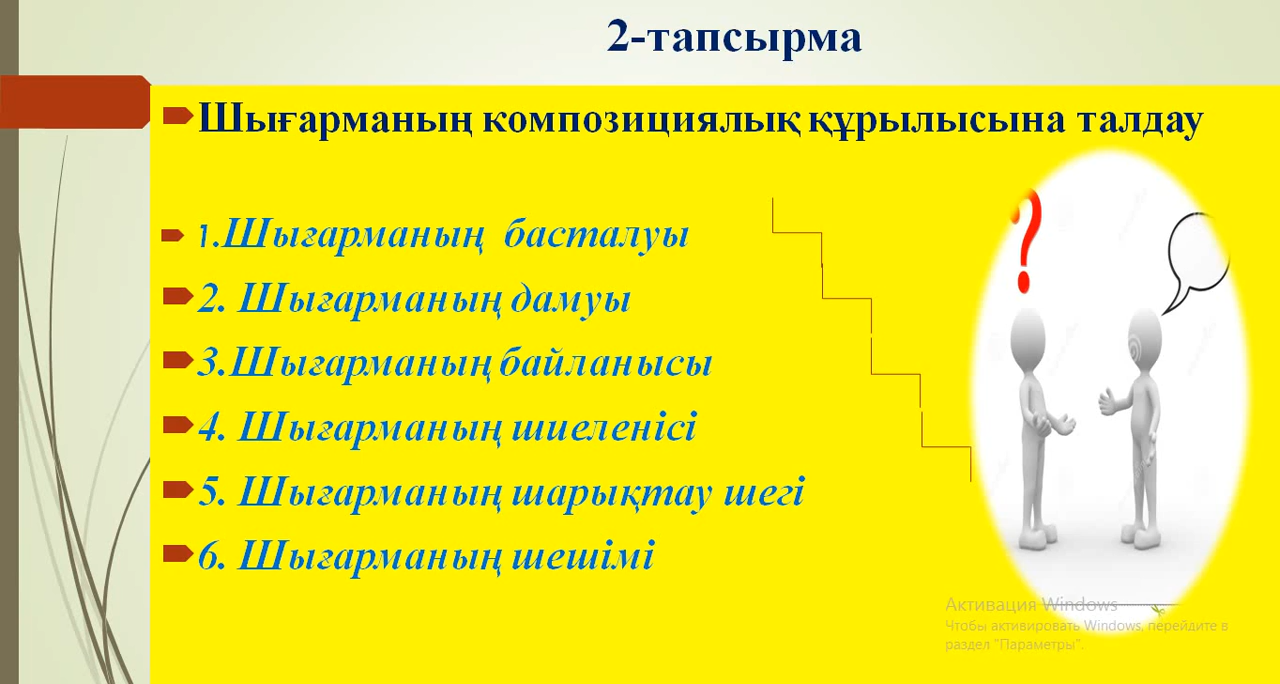 2-тапсырма
Шығарманың композициялық құрылысына талдау
1.Шығарманың басталуы
2. Шығарманың дамуы
3.Шығарманың байланысы
4. Шығарманың шиеленісі
5. Шығарманың шарықтау шегі
6. Шығарманың шешімі
Активация Windows
Чтобы активировать Windows, перейдите в
раздел "Параметры".